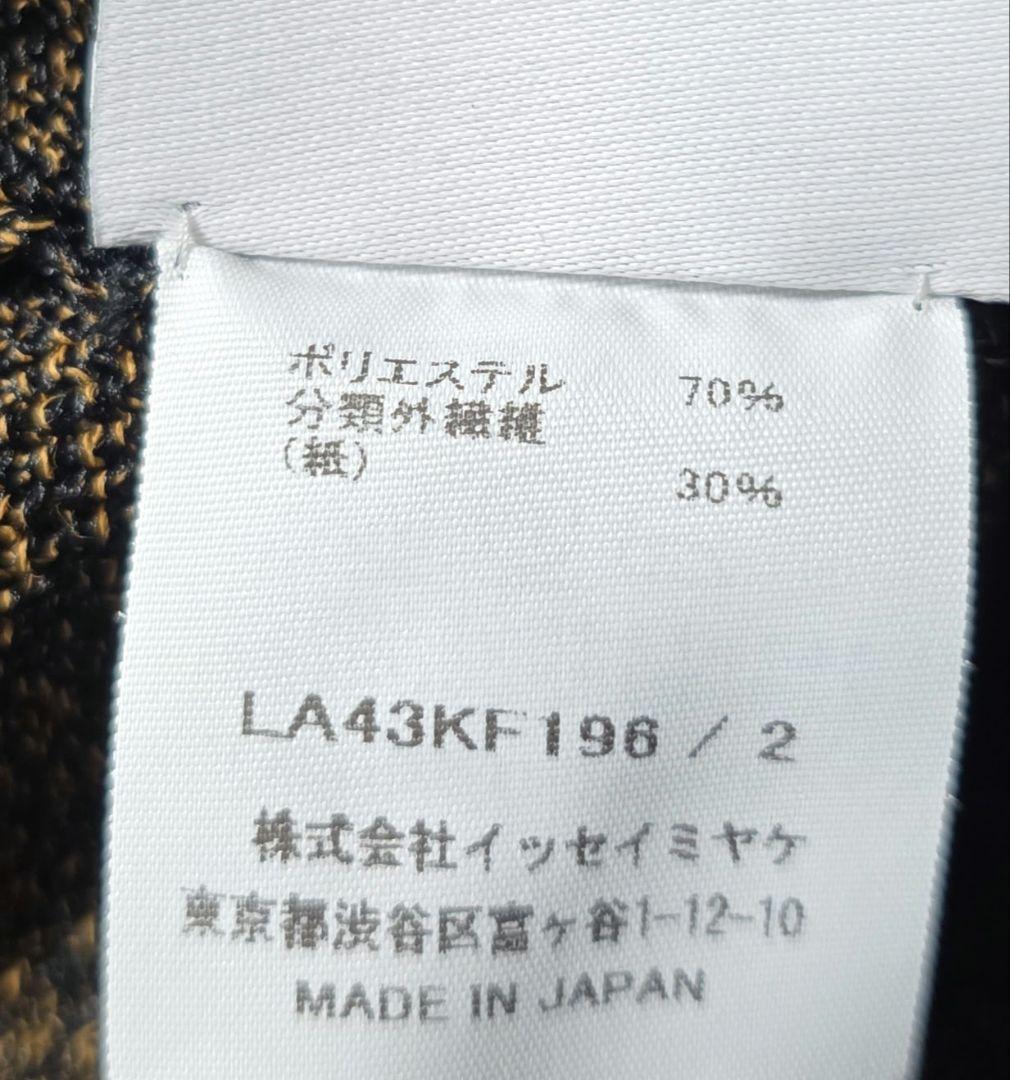 ポリエステル 70%
分類外繊維
(紙) 30%
LA43KF196 / 2
株式会社イッセイミヤケ
東京都渋谷区富ヶ谷1-12-10
MADE IN JAPAN